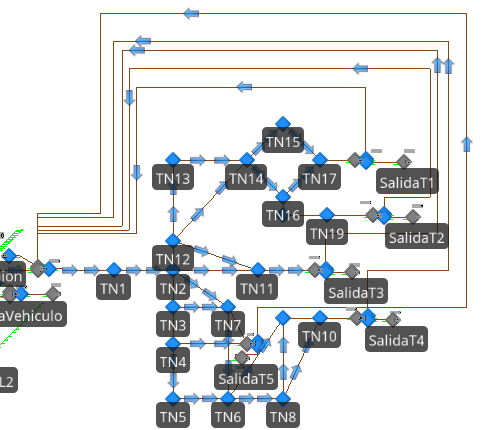 TN15
TN13
TN14
TN17
SalidaT1
TN16
TN19
SalidaT2
TN12
ion
TN1
TN2
TN11
SalidaT3
aVehiculo
TN3
TN7
TN10
SalidaT4
TN4
SalidaT5
L2
TN5
TN6
TN8